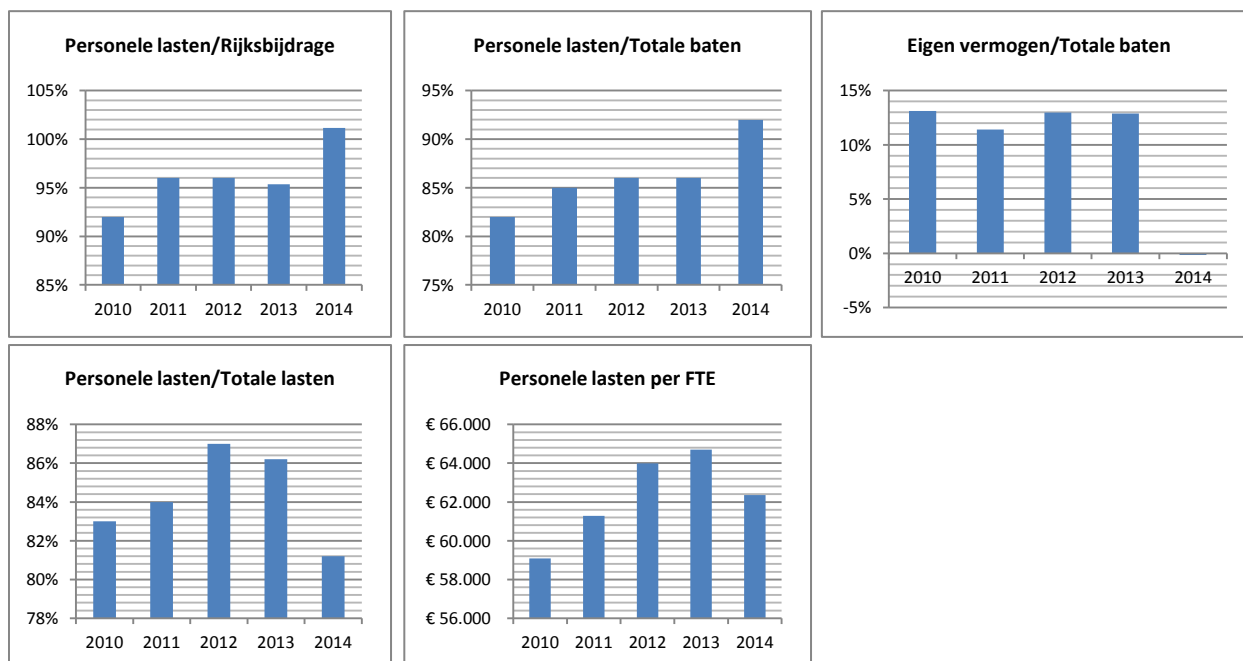 Personele lasten/Rijksbijdrage
105%
100%
95%
90%
85%
2010 2011 2012 2013 2014
Personele lasten/Totale baten
95%
90%
85%
80%
75%
2010 2011 2012 2013 2014
Eigen vermogen/Totale baten
15%
10%
5%
0%
2010 2011 2012 2013 2014
-5%
Personele lasten/Totale lasten
88%
86%
84%
82%
80%
78%
2010 2011 2012 2013 2014
Personele lasten per FTE
€ 66.000
€ 64.000
€ 62.000
€ 60.000
€ 58.000
€ 56.000
2010 2011 2012 2013 2014